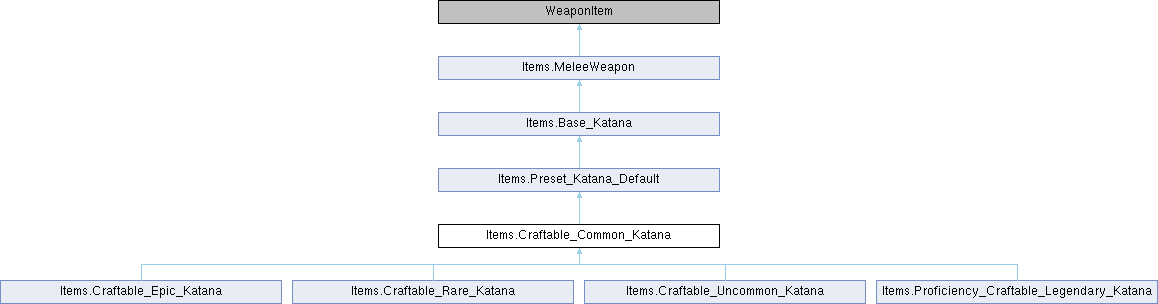 WeaponItem
Items.MeleeWeapon
Items.Base_Katana
Items.Preset_Katana_Default
Items.Craftable_Common_Katana
Items.Craftable_Epic_Katana
Items.Craftable_Rare_Katana
Items.Craftable_Uncommon_Katana
Items.Proficiency_Craftable_Legendary_Katana